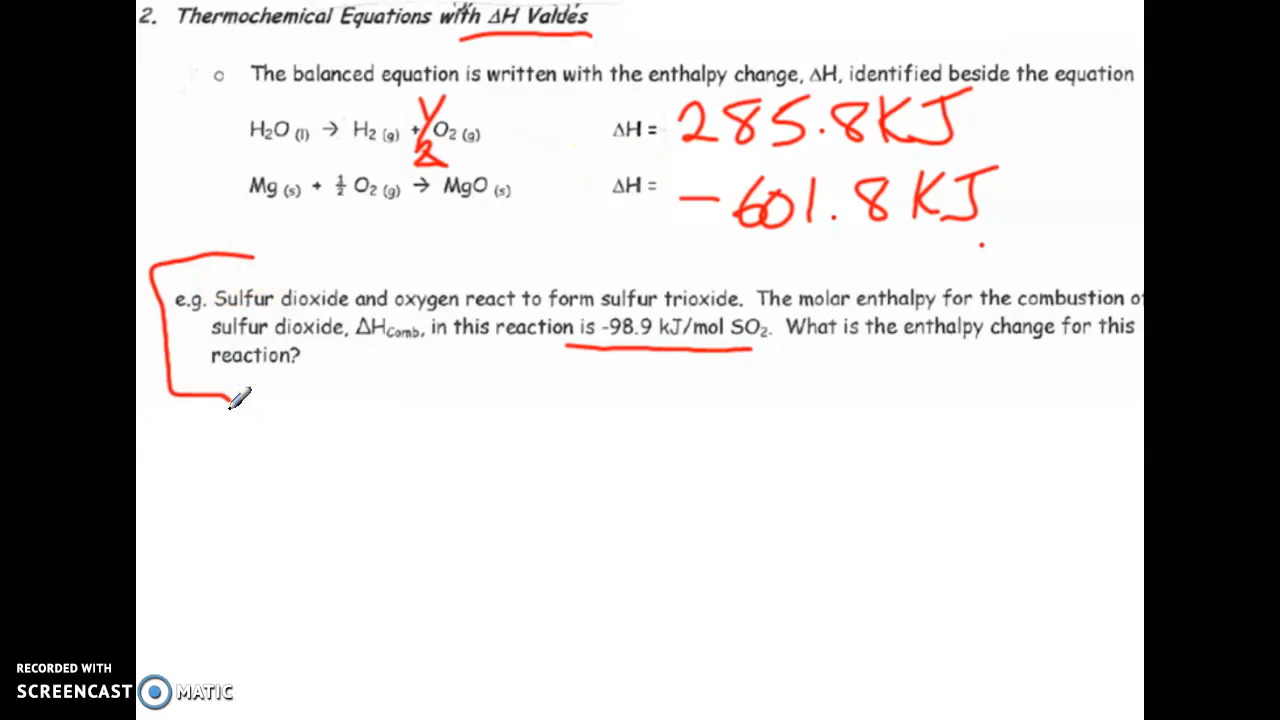 2. Thermochemical Equations with ΔH Values
o The balanced equation is written with the enthalpy change, ΔH, identified beside the equation
H₂O (l) → H₂ (g) + 1/2 O₂ (g) ΔH = 285.8 KJ
Mg (s) + ½ O₂ (g) → MgO (s) ΔH = - 601.8 KJ
e.g. Sulfur dioxide and oxygen react to form sulfur trioxide. The molar enthalpy for the combustion o
sulfur dioxide, ΔHComb, in this reaction is -98.9 kJ/mol SO₂. What is the enthalpy change for this
reaction?
RECORDED WITH
SCREENCAST MATIC